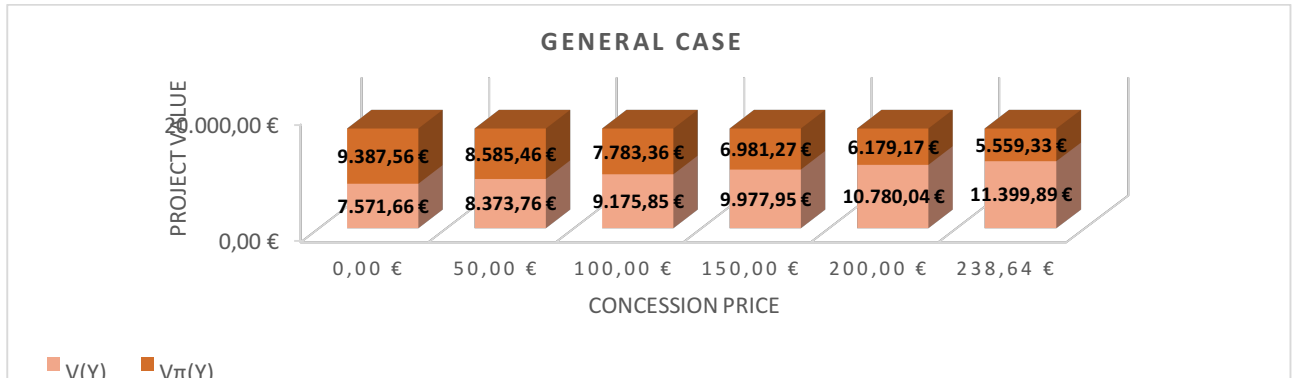 GENERAL CASE
PROJECT VALUE
20.000,00 €
0,00 €
9.387,56 € 8.585,46 € 7.783,36 € 6.981,27 € 6.179,17 € 5.559,33 €
7.571,66 € 8.373,76 € 9.175,85 € 9.977,95 € 10.780,04 € 11.399,89 €
0,00 € 50,00 € 100,00 € 150,00 € 200,00 € 238,64 €
CONCESSION PRICE
V(Y) Vπ(Y)